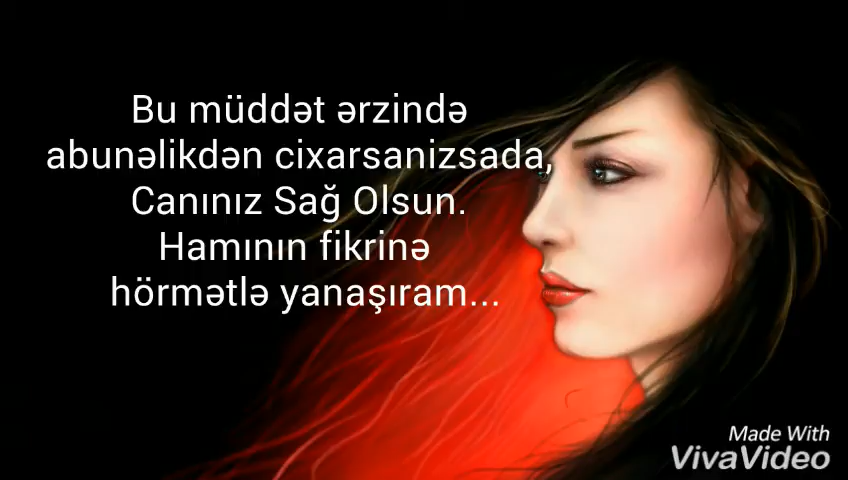 Bu müddət ərzində
abunəlikdən cixarsanizsada,
Canınız Sağ Olsun.
Hamının fikrinə
hörmətlə yanaşıram...
Made With
VivaVideo